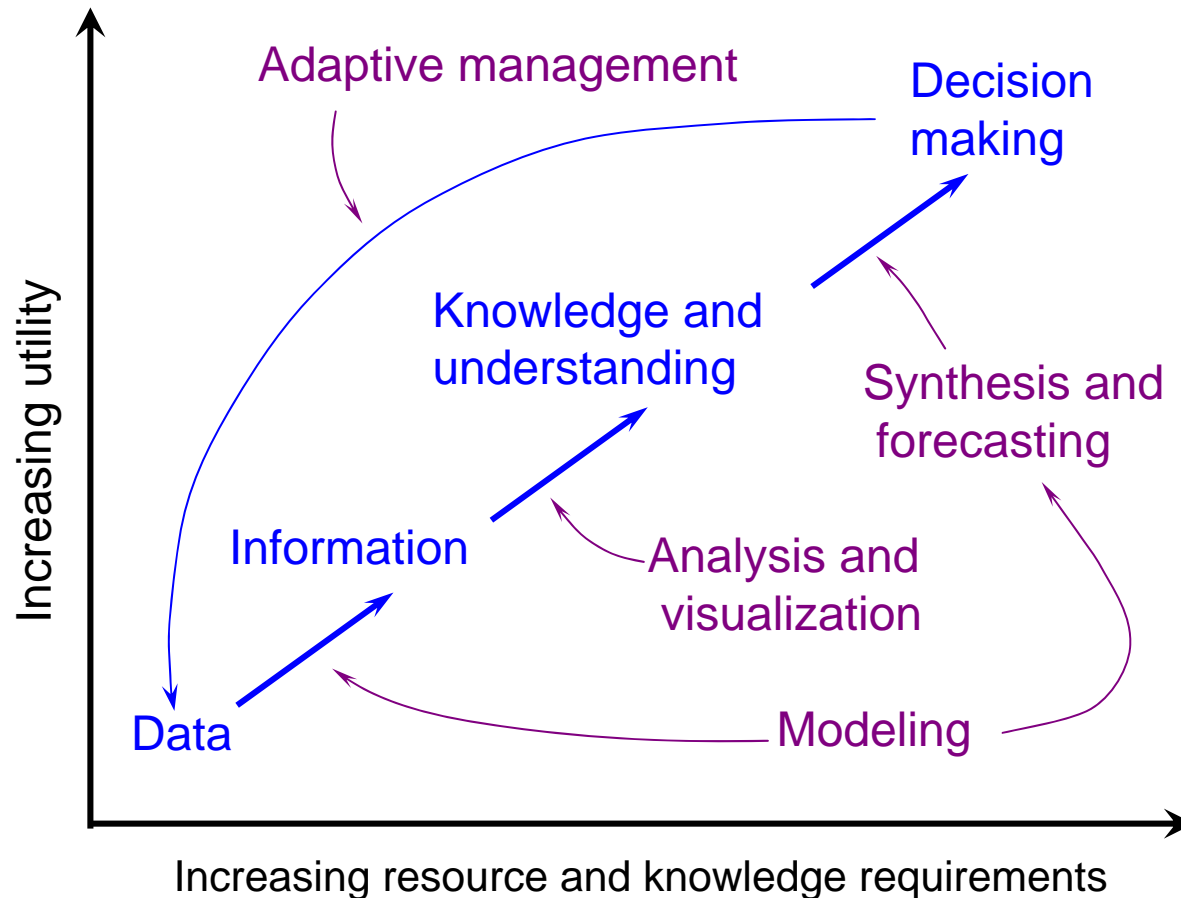 Adaptive management
Decision
making
Knowledge and
understanding
Synthesis and
forecasting
Information
Analysis and
visualization
Data
Modeling
Increasing utility
Increasing resource and knowledge requirements